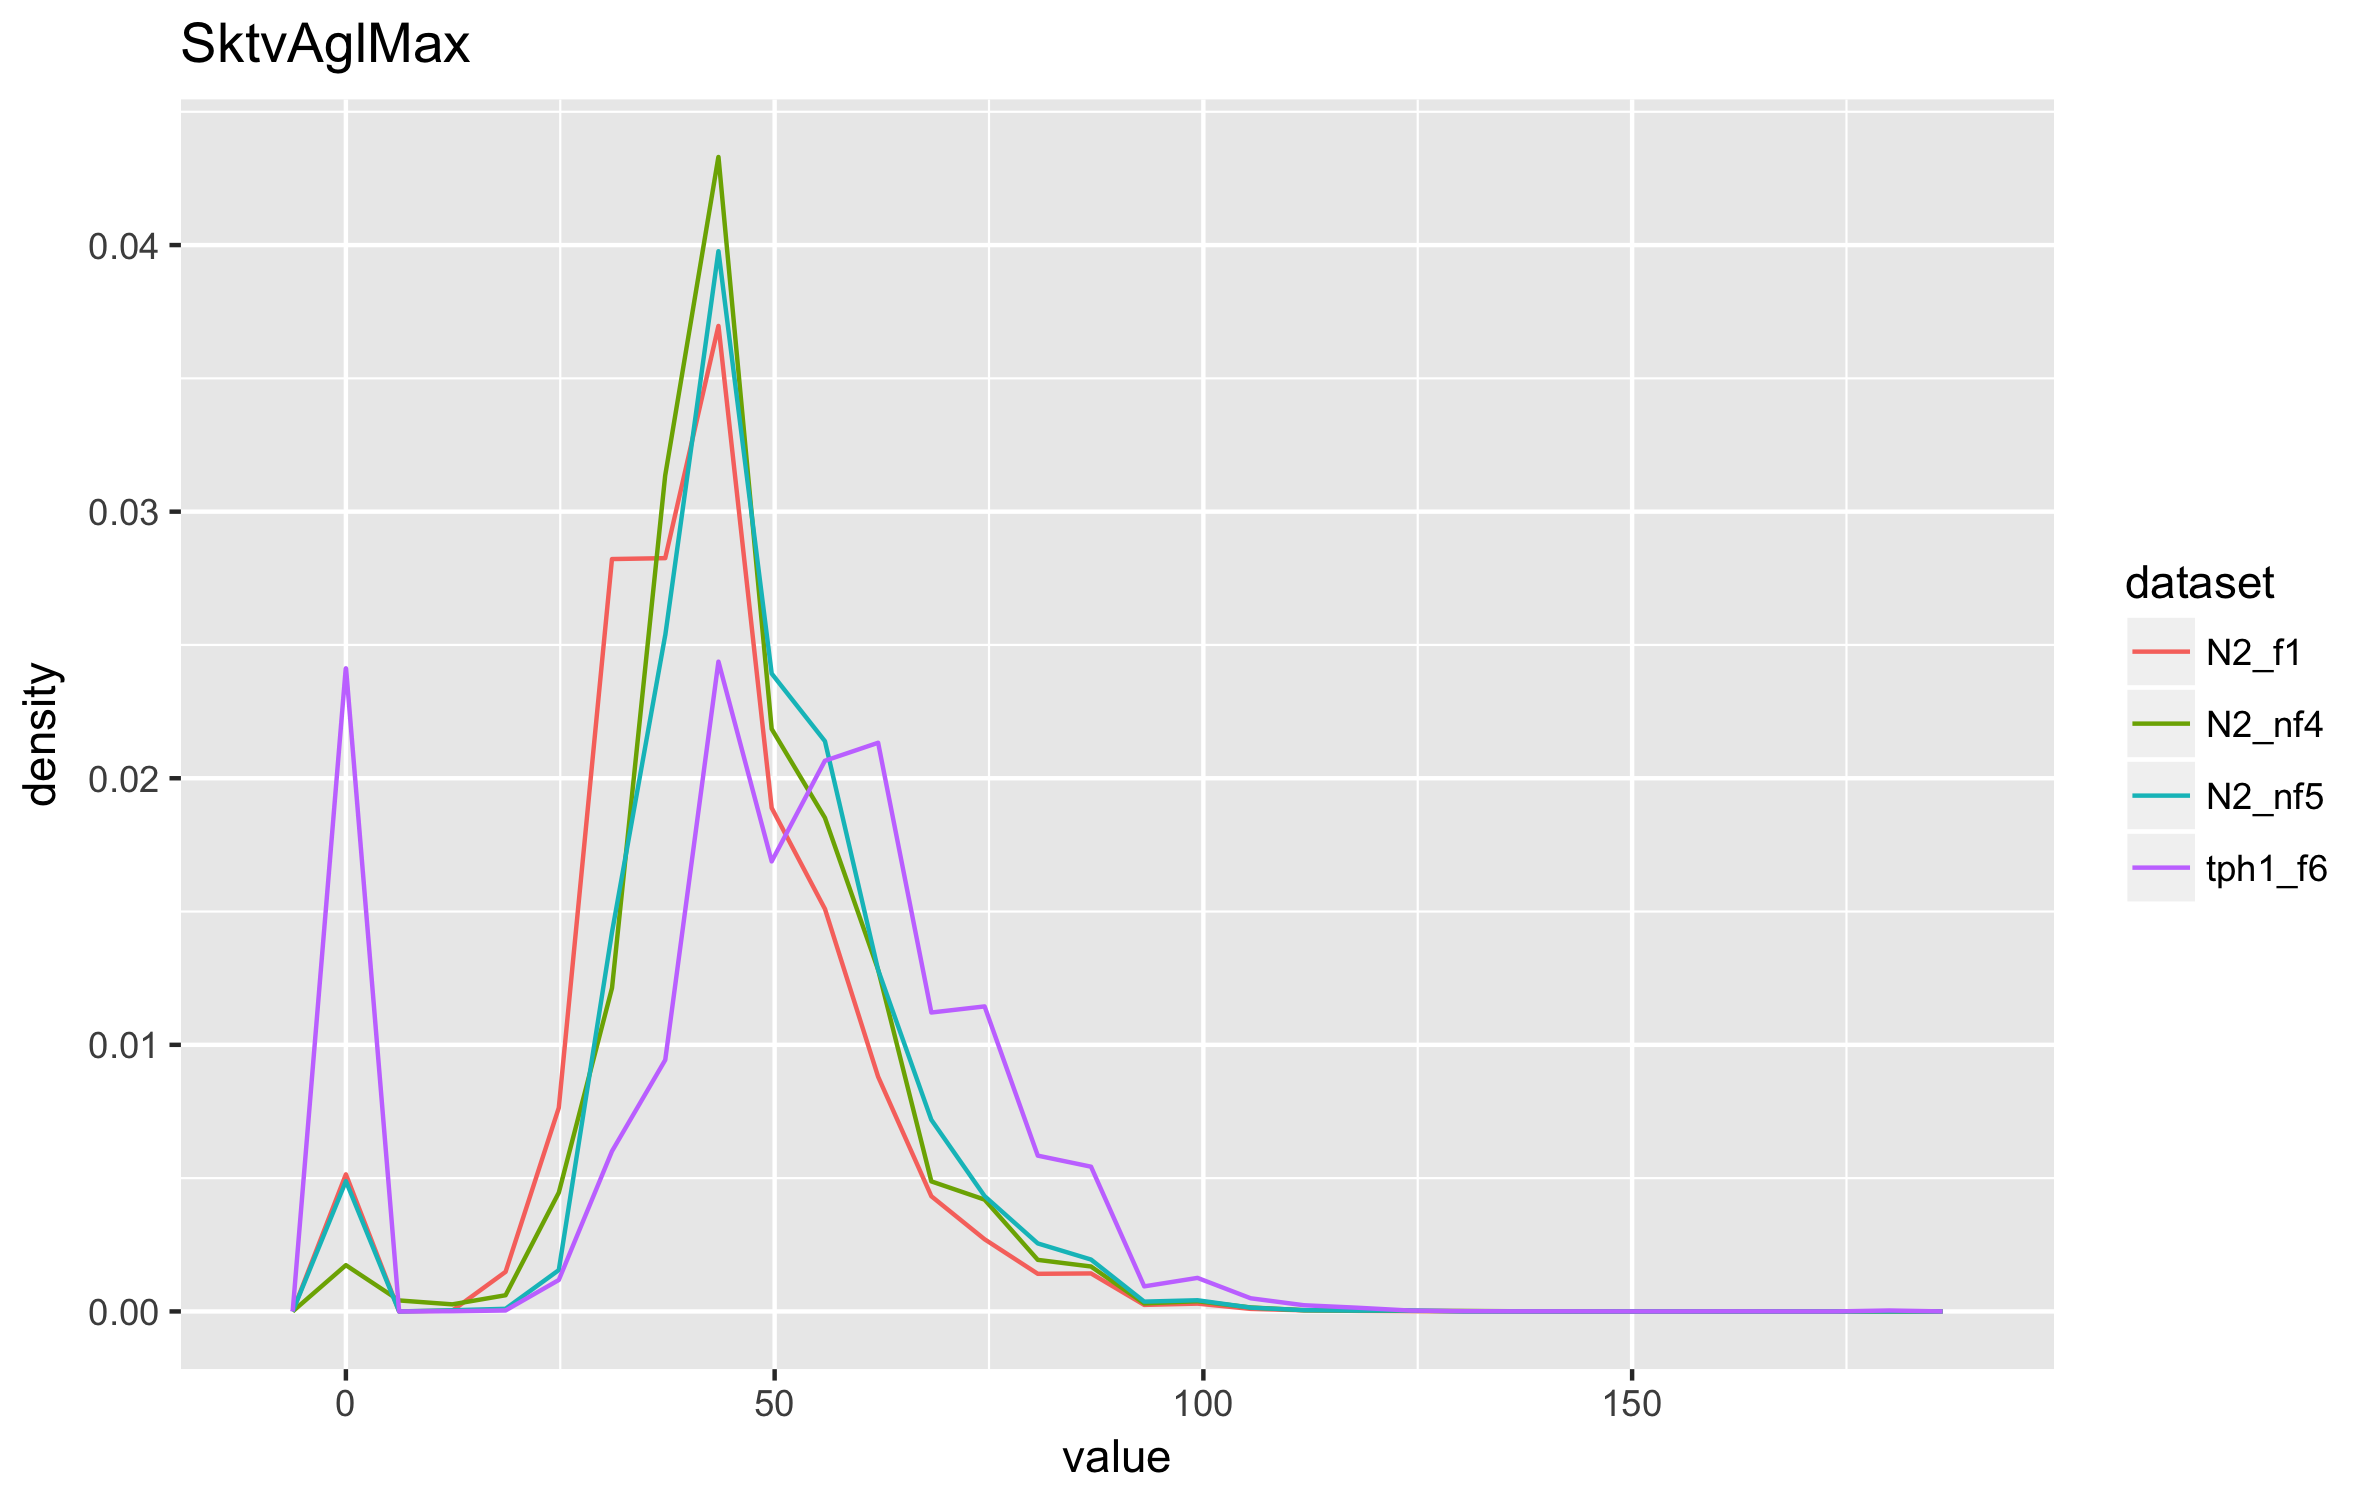 SktvAglMax
0.04
0.03
0.02
0.01
0.00
density
0 50 100 150
value
dataset
N2_f1
N2_nf4
N2_nf5
tph1_f6